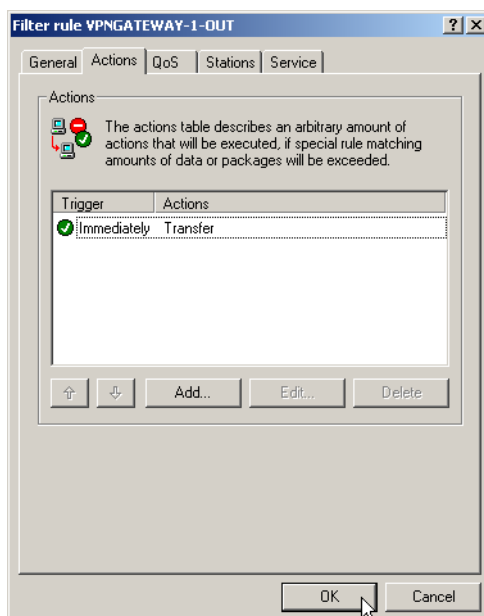 Filter rule VPNGATEWAY-1-OUT
General Actions QoS Stations Service
Actions
The actions table describes an arbitrary amount of
actions that will be executed, if special rule matching
amounts of data or packages will be exceeded.
Trigger Actions
Immediately Transfer
Add... Edit... Delete
OK Cancel